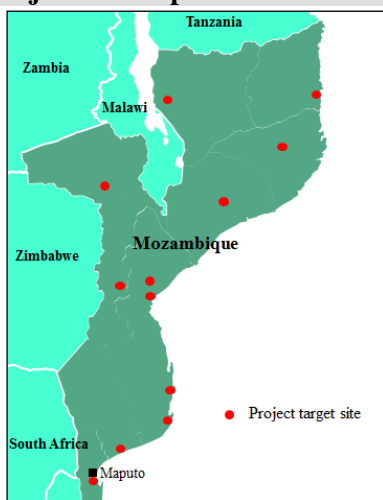 Tanzania
Zambia
Malawi
Mozambique
Zimbabwe
Project target site
South Africa
Maputo